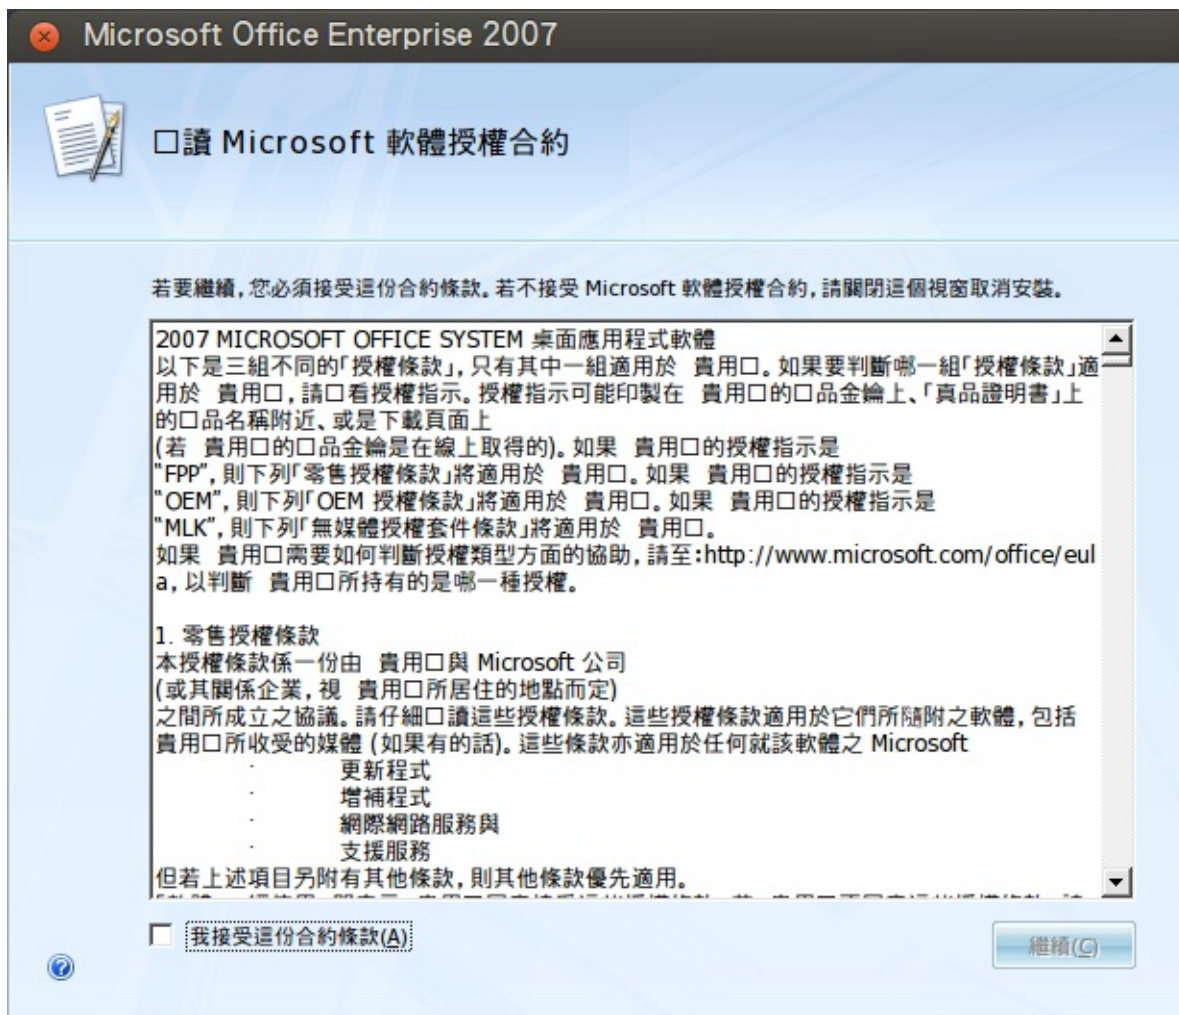 Microsoft Office Enterprise 2007
□讀 Microsoft 軟體授權合約
若要繼續，您必須接受這份合約條款。若不接受 Microsoft 軟體授權合約，請關閉這個視窗取消安裝。
2007 MICROSOFT OFFICE SYSTEM 桌面應用程式軟體
以下是三組不同的「授權條款」，只有其中一組適用於 貴用□。如果要判斷哪一組「授權條款」適
用於 貴用□，請□看授權指示。授權指示可能印製在 貴用□的□品金鑰上、「真品證明書」上
的□品名稱附近、或是下載頁面上
(若 貴用□的□品金鑰是在線上取得的)。如果 貴用□的授權指示是
"FPP"，則下列「零售授權條款」將適用於 貴用□。如果 貴用□的授權指示是
"OEM"，則下列「OEM 授權條款」將適用於 貴用□。如果 貴用□的授權指示是
"MLK"，則下列「無媒體授權套件條款」將適用於 貴用□。
如果 貴用□需要如何判斷授權類型方面的協助，請至：http://www.microsoft.com/office/eul
a，以判斷 貴用□所持有的是哪一種授權。
1. 零售授權條款
本授權條款係一份由 貴用□與 Microsoft 公司
(或其關係企業，視 貴用□所居住的地點而定)
之間所成立之協議。請仔細□讀這些授權條款。這些授權條款適用於它們所隨附之軟體，包括
貴用□所收受的媒體 (如果有的話)。這些條款亦適用於任何就該軟體之 Microsoft
· 更新程式
· 增補程式
· 網際網路服務與
· 支援服務
但若上述項目另附有其他條款，則其他條款優先適用。
我接受這份合約條款(A)
繼續(C)